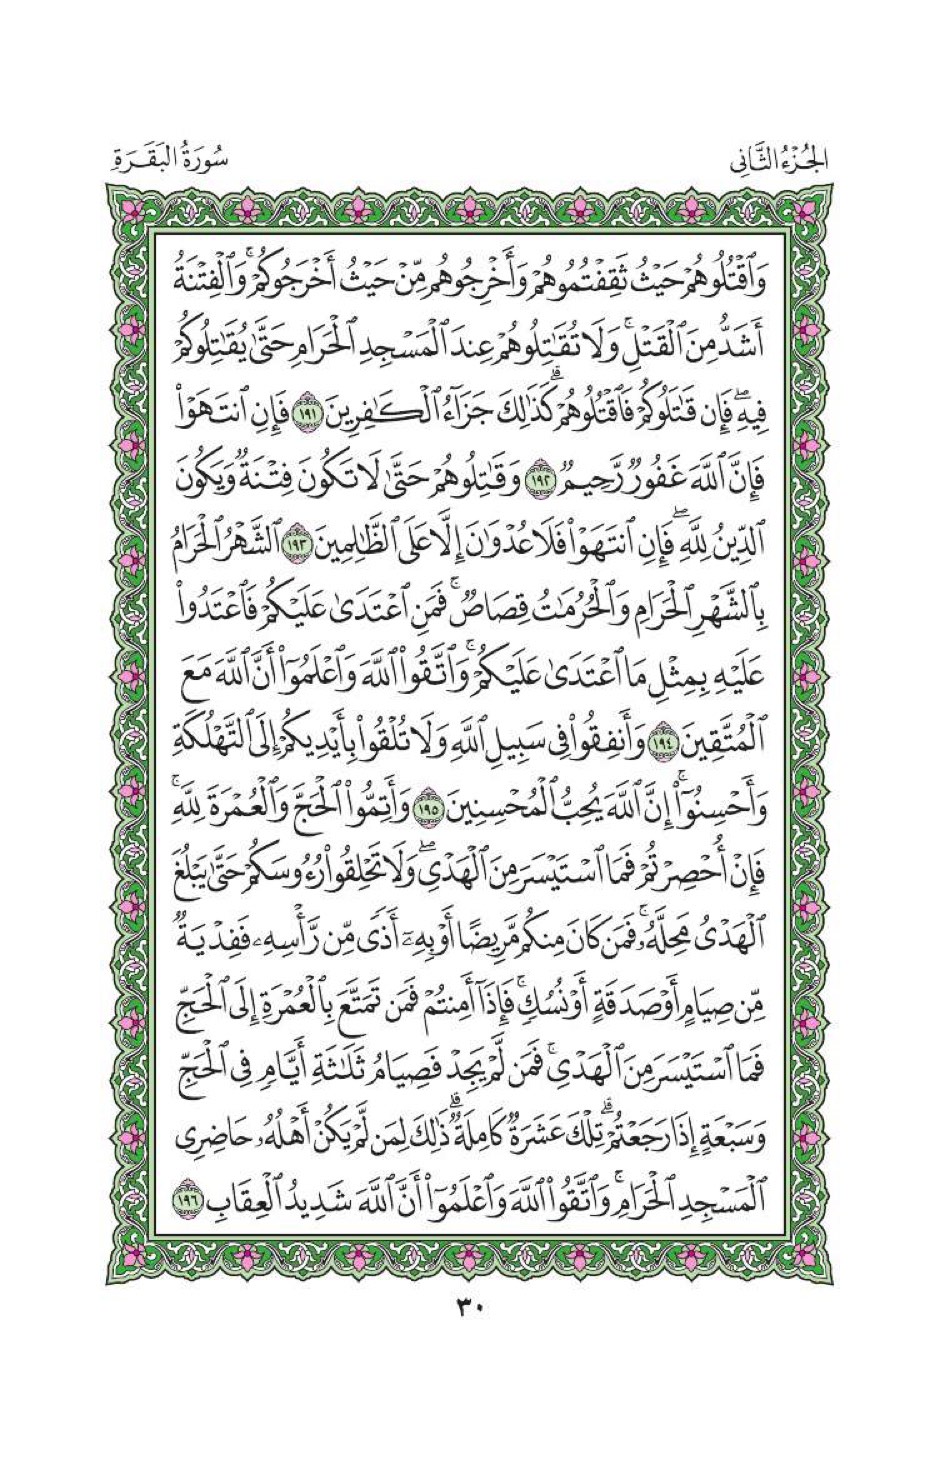 الجُزْءُ الثَّانِي
سُورَةُ البَقَرَةِ
وَٱقۡتُلُوهُمۡ حَيۡثُ ثَقِفۡتُمُوهُمۡ وَأَخۡرِجُوهُم مِّنۡ حَيۡثُ أَخۡرَجُوكُمۡۚ وَٱلۡفِتۡنَةُ
أَشَدُّ مِنَ ٱلۡقَتۡلِۚ وَلَا تُقَٰتِلُوهُمۡ عِندَ ٱلۡمَسۡجِدِ ٱلۡحَرَامِ حَتَّىٰ يُقَٰتِلُوكُمۡ
فِيهِۖ فَإِن قَٰتَلُوكُمۡ فَٱقۡتُلُوهُمۡۗ كَذَٰلِكَ جَزَآءُ ٱلۡكَٰفِرِينَ ١٩١ فَإِنِ ٱنتَهَوۡاْ
فَإِنَّ ٱللَّهَ غَفُورٞ رَّحِيمٞ ١٩٢ وَقَٰتِلُوهُمۡ حَتَّىٰ لَا تَكُونَ فِتۡنَةٞ وَيَكُونَ
ٱلدِّينُ لِلَّهِۖ فَإِنِ ٱنتَهَوۡاْ فَلَا عُدۡوَٰنَ إِلَّا عَلَى ٱلظَّٰلِمِينَ ١٩٣ ٱلشَّهۡرُ ٱلۡحَرَامُ
بِٱلشَّهۡرِ ٱلۡحَرَامِ وَٱلۡحُرُمَٰتُ قِصَاصٞۚ فَمَنِ ٱعۡتَدَىٰ عَلَيۡكُمۡ فَٱعۡتَدُواْ
عَلَيۡهِ بِمِثۡلِ مَا ٱعۡتَدَىٰ عَلَيۡكُمۡۚ وَٱتَّقُواْ ٱللَّهَ وَٱعۡلَمُوٓاْ أَنَّ ٱللَّهَ مَعَ
ٱلۡمُتَّقِينَ ١٩٤ وَأَنفِقُواْ فِي سَبِيلِ ٱللَّهِ وَلَا تُلۡقُواْ بِأَيۡدِيكُمۡ إِلَى ٱلتَّهۡلُكَةِ
وَأَحۡسِنُوٓاْۚ إِنَّ ٱللَّهَ يُحِبُّ ٱلۡمُحۡسِنِينَ ١٩٥ وَأَتِمُّواْ ٱلۡحَجَّ وَٱلۡعُمۡرَةَ لِلَّهِۚ
فَإِنۡ أُحۡصِرۡتُمۡ فَمَا ٱسۡتَيۡسَرَ مِنَ ٱلۡهَدۡيِۖ وَلَا تَحۡلِقُواْ رُءُوسَكُمۡ حَتَّىٰ يَبۡلُغَ
ٱلۡهَدۡيُ مَحِلَّهُۥۚ فَمَن كَانَ مِنكُم مَّرِيضًا أَوۡ بِهِۦٓ أَذٗى مِّن رَّأۡسِهِۦ فَفِدۡيَةٞ
مِّن صِيَامٍ أَوۡ صَدَقَةٍ أَوۡ نُسُكٖۚ فَإِذَآ أَمِنتُمۡ فَمَن تَمَتَّعَ بِٱلۡعُمۡرَةِ إِلَى ٱلۡحَجِّ
فَمَا ٱسۡتَيۡسَرَ مِنَ ٱلۡهَدۡيِۚ فَمَن لَّمۡ يَجِدۡ فَصِيَامُ ثَلَٰثَةِ أَيَّامٖ فِي ٱلۡحَجِّ
وَسَبۡعَةٍ إِذَا رَجَعۡتُمۡۗ تِلۡكَ عَشَرَةٞ كَامِلَةٞۗ ذَٰلِكَ لِمَن لَّمۡ يَكُنۡ أَهۡلُهُۥ حَاضِرِي
ٱلۡمَسۡجِدِ ٱلۡحَرَامِۚ وَٱتَّقُواْ ٱللَّهَ وَٱعۡلَمُوٓاْ أَنَّ ٱللَّهَ شَدِيدُ ٱلۡعِقَابِ ١٩٦
٣٠